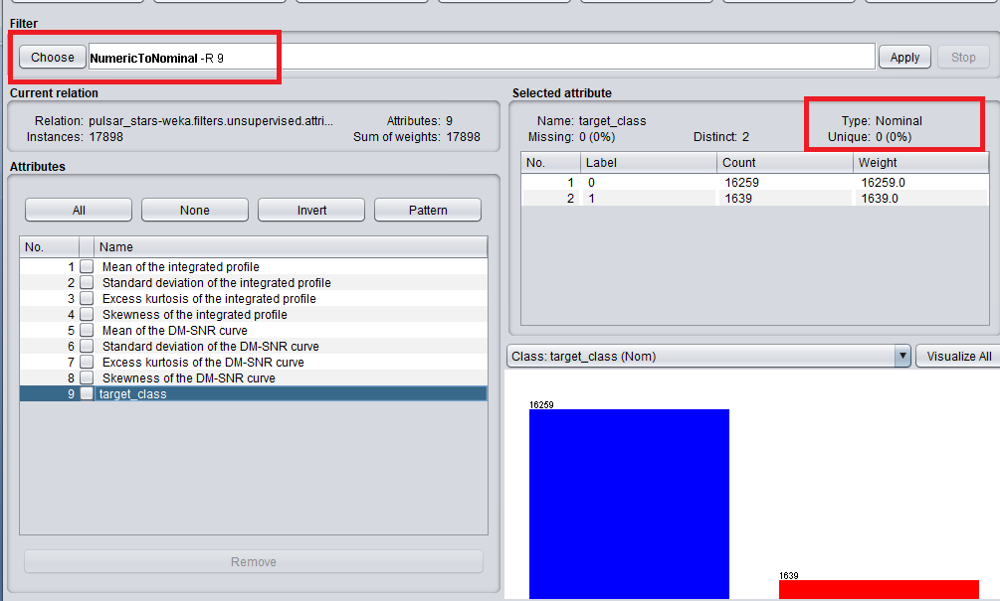 Filter
Choose NumericToNominal -R 9 Apply Stop
Current relation
Relation: pulsar_stars-weka.filters.unsupervised.attri... Attributes: 9
Instances: 17898 Sum of weights: 17898
Attributes
All None Invert Pattern
No. Name
1 Mean of the integrated profile
2 Standard deviation of the integrated profile
3 Excess kurtosis of the integrated profile
4 Skewness of the integrated profile
5 Mean of the DM-SNR curve
6 Standard deviation of the DM-SNR curve
7 Excess kurtosis of the DM-SNR curve
8 Skewness of the DM-SNR curve
9 target_class
Remove
Selected attribute
Name: target_class Type: Nominal
Missing: 0 (0%) Distinct: 2 Unique: 0 (0%)
No. Label Count Weight
1 0 16259 16259.0
2 1 1639 1639.0
Class: target_class (Nom) Visualize All
16259
1639